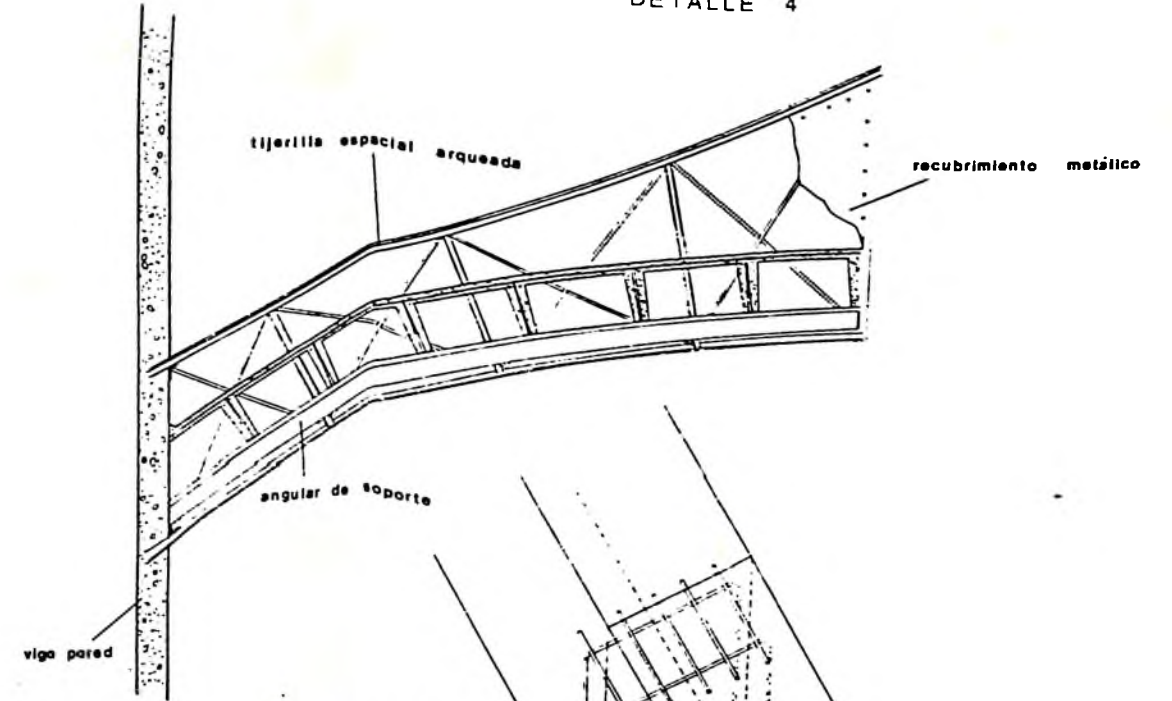 DETALLE 4
tijerilla espacial arqueada
recubrimiento metálico
angular de soporte
viga pared